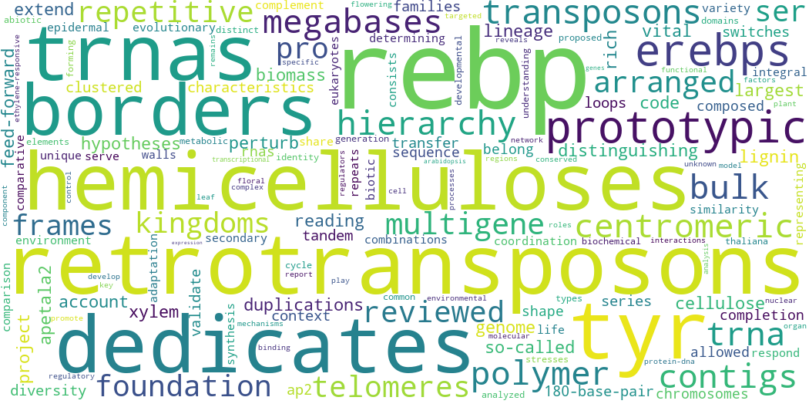 extend
repetitive
complement
families
transposons
variety
ser
flowering
targeted
domains
epidermal
evolutionary
distinct
megabases
determining
lineage
proposed
vital
switches
trnas
pro
rebp
rich
erebps
integral
feed-forward
ethylene-responsive
forming
remains
specific
biomass
eukaryotes
consists
developmental
reveals
understanding
genes
functional
factors
plant
clustered
characteristics
arranged
largest
borders
hierarchy
loops
code
composed
prototypic
elements
hypotheses
metabolic
perturb
share
generation
transfer
network
belong
distinguishing
comparative
unique
serve
walls
rnas
identity
transcriptional
repeats
regulators
biotic
sequence
arabidopsis
processes
regions
conserved
unknown
model
lignin
representing
component
control
hemicelluloses
bulk
leaf
floral
complex
cell
similarity
frames
kingdoms
reading
tandem
multigene
centromeric
environment
secondary
combinations
coordination
roles
biochemical
interactions
thaliana
expression
analysis
comparison
adaptation
retrotransposons
apetala2
develop
key
cycle
report
play
common
environmental
types
nuclear
organ
account
xylem
validate
synthesis
duplications
context
reviewed
shape
series
cellulose
completion
project
promote
mechanisms
binding
molecular
genome
life
tyr
trna
dedicates
so-called
allowed
respond
regulatory
stresses
protein-dna
polymer
contigs
diversity
foundation
ap2
telomeres
analyzed
180-base-pair
chromosomes